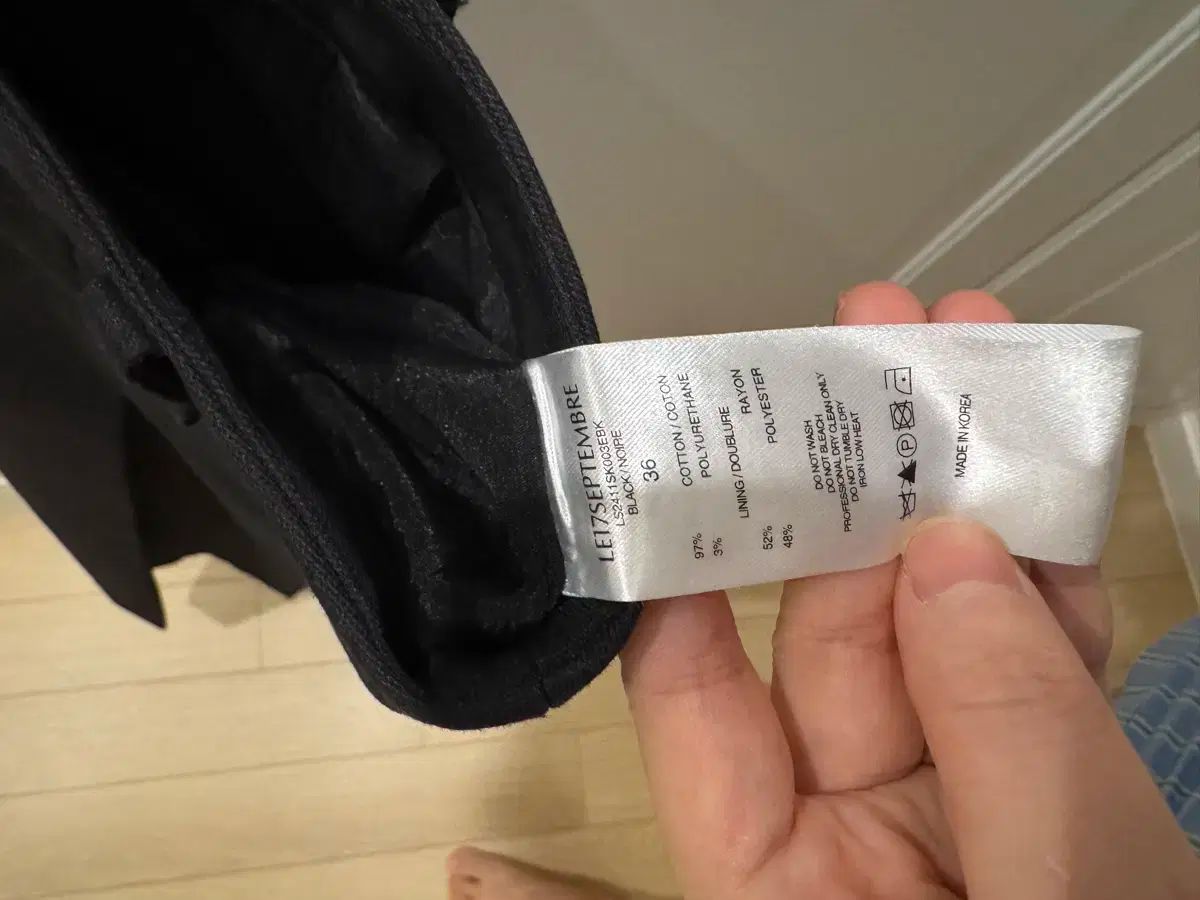 LE17SEPTEMBRE
LS2411SK003EBK
BLACK/NOIRE
36
97% COTTON / COTON
3% POLYURETHANE
LINING / DOUBLURE
52% RAYON
48% POLYESTER
DO NOT WASH
DO NOT BLEACH
PROFESSIONAL DRY CLEAN ONLY
DO NOT TUMBLE DRY
IRON LOW HEAT
P
MADE IN KOREA